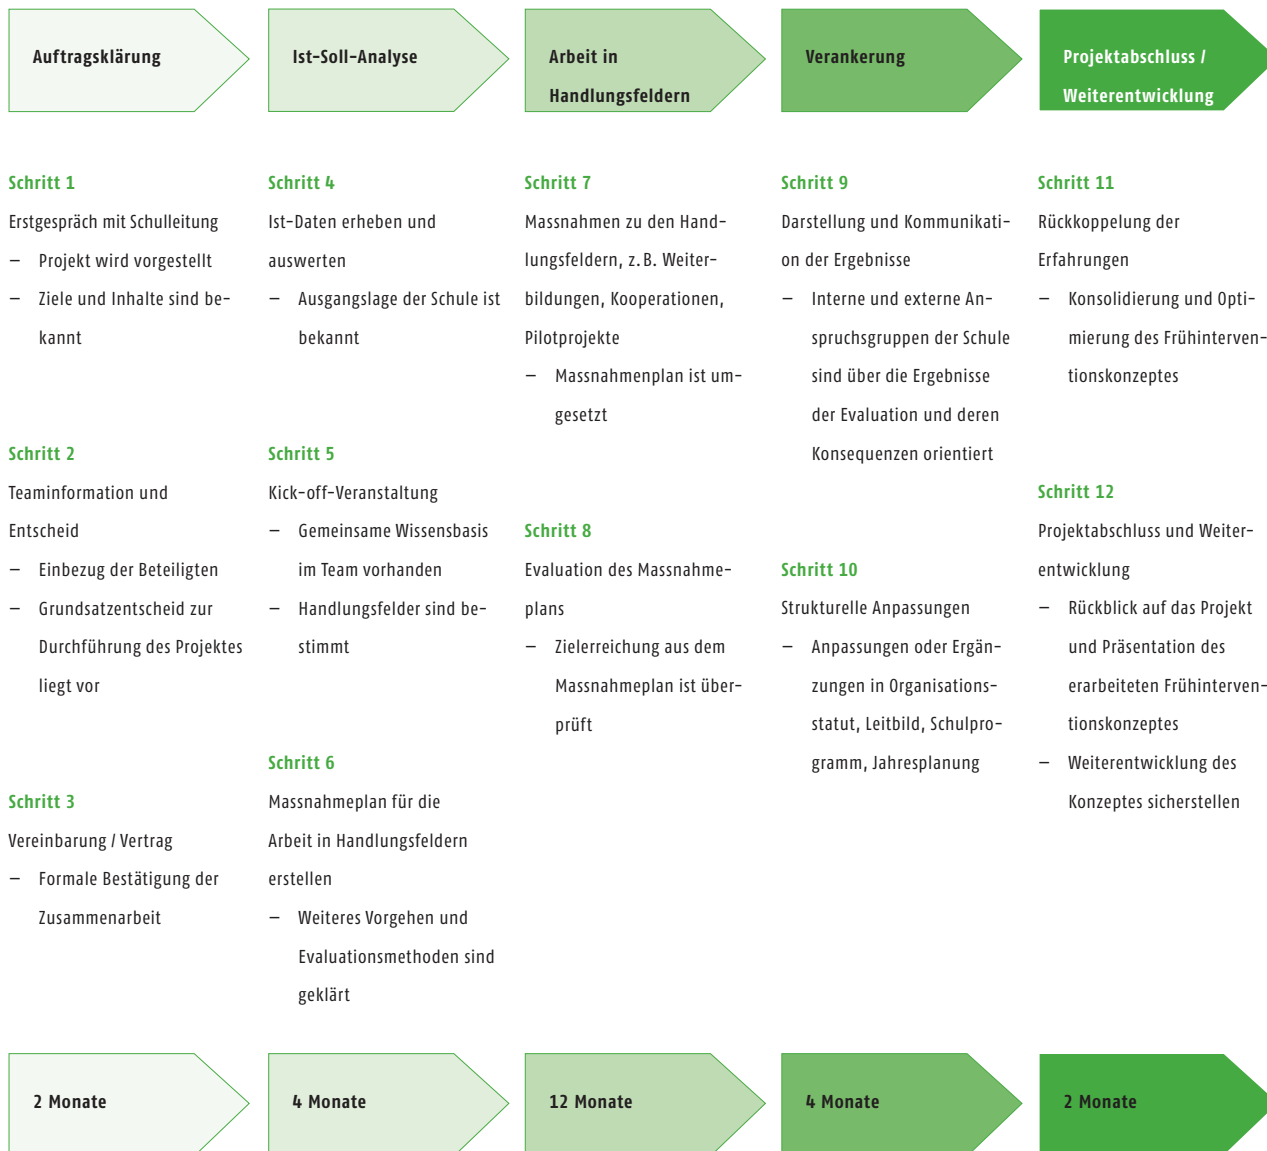 Auftragsklärung
Ist-Soll-Analyse
Arbeit in
Handlungsfeldern
Verankerung
Projektabschluss /
Weiterentwicklung
Schritt 1
Erstgespräch mit Schulleitung
– Projekt wird vorgestellt
– Ziele und Inhalte sind be-
kannt
Schritt 2
Teaminformation und
Entscheid
– Einbezug der Beteiligten
– Grundsatzentscheid zur
Durchführung des Projektes
liegt vor
Schritt 3
Vereinbarung / Vertrag
– Formale Bestätigung der
Zusammenarbeit
Schritt 4
Ist-Daten erheben und
auswerten
– Ausgangslage der Schule ist
bekannt
Schritt 5
Kick-off-Veranstaltung
– Gemeinsame Wissensbasis
im Team vorhanden
– Handlungsfelder sind be-
stimmt
Schritt 6
Massnahmeplan für die
Arbeit in Handlungsfeldern
erstellen
– Weiteres Vorgehen und
Evaluationsmethoden sind
geklärt
Schritt 7
Massnahmen zu den Hand-
lungsfeldern, z. B. Weiter-
bildungen, Kooperationen,
Pilotprojekte
– Massnahmenplan ist um-
gesetzt
Schritt 8
Evaluation des Massnahme-
plans
– Zielerreichung aus dem
Massnahmeplan ist über-
prüft
Schritt 9
Darstellung und Kommunikati-
on der Ergebnisse
– Interne und externe An-
spruchsgruppen der Schule
sind über die Ergebnisse
der Evaluation und deren
Konsequenzen orientiert
Schritt 10
Strukturelle Anpassungen
– Anpassungen oder Ergän-
zungen in Organisations-
statut, Leitbild, Schulpro-
gramm, Jahresplanung
Schritt 11
Rückkoppelung der
Erfahrungen
– Konsolidierung und Opti-
mierung des Frühinterven-
tionskonzeptes
Schritt 12
Projektabschluss und Weiter-
entwicklung
– Rückblick auf das Projekt
und Präsentation des
erarbeiteten Frühinterven-
tionskonzeptes
– Weiterentwicklung des
Konzeptes sicherstellen
2 Monate
4 Monate
12 Monate
4 Monate
2 Monate